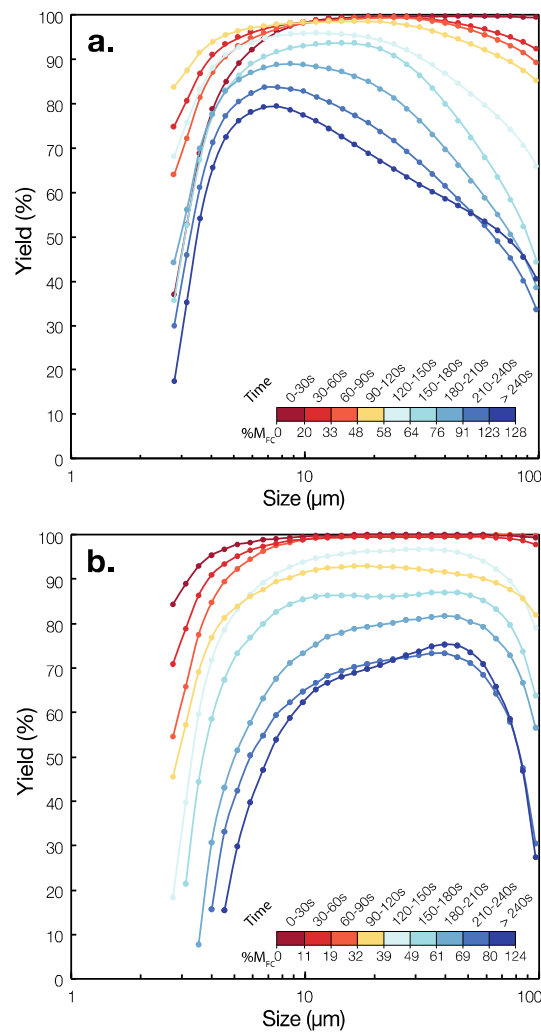 a.
100
90
80
70
60
50
40
30
20
10
0
Yield (%)
Time
0-30s
30-60s
60-90s
90-120s
120-150s
150-180s
180-210s
210-240s
> 240s
%MFC
0 20 33 48 58 64 76 91 123 128
1 10 100
Size (µm)
b.
100
90
80
70
60
50
40
30
20
10
0
Yield (%)
Time
0-30s
30-60s
60-90s
90-120s
120-150s
150-180s
180-210s
210-240s
> 240s
%MFC
0 11 19 32 39 49 61 69 80 124
1 10 100
Size (µm)